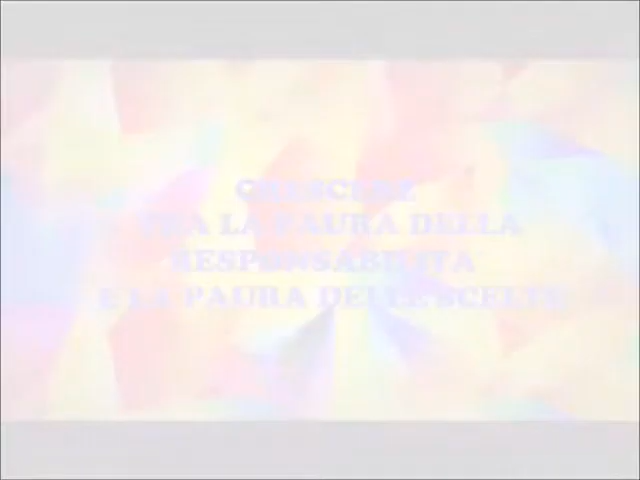 CRESCERE
TRA LA PAURA DELLA
RESPONSABILITA
E LA PAURA DELLE SCELTE